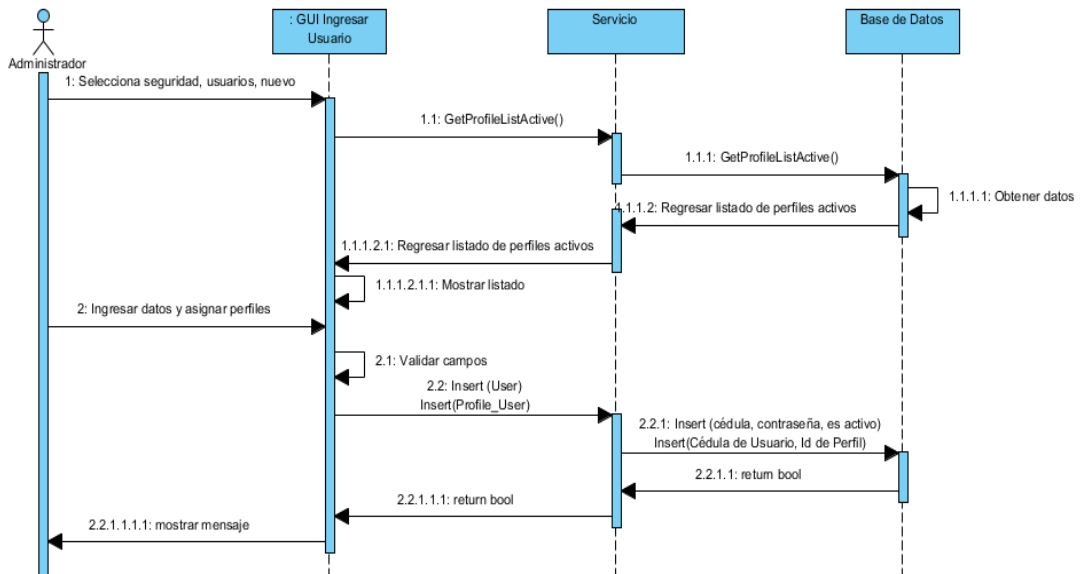 : GUI Ingresar
Usuario
Servicio
Base de Datos
Administrador
1: Selecciona seguridad, usuarios, nuevo
1.1: GetProfileListActive()
1.1.1: GetProfileListActive()
1.1.1.1: Obtener datos
1.1.1.2: Regresar listado de perfiles activos
1.1.1.2.1: Regresar listado de perfiles activos
1.1.1.2.1.1: Mostrar listado
2: Ingresar datos y asignar perfiles
2.1: Validar campos
2.2: Insert (User)
Insert(Profile_User)
2.2.1: Insert (cédula, contraseña, es activo)
Insert(Cédula de Usuario, Id de Perfil)
2.2.1.1: return bool
2.2.1.1.1: return bool
2.2.1.1.1.1: mostrar mensaje